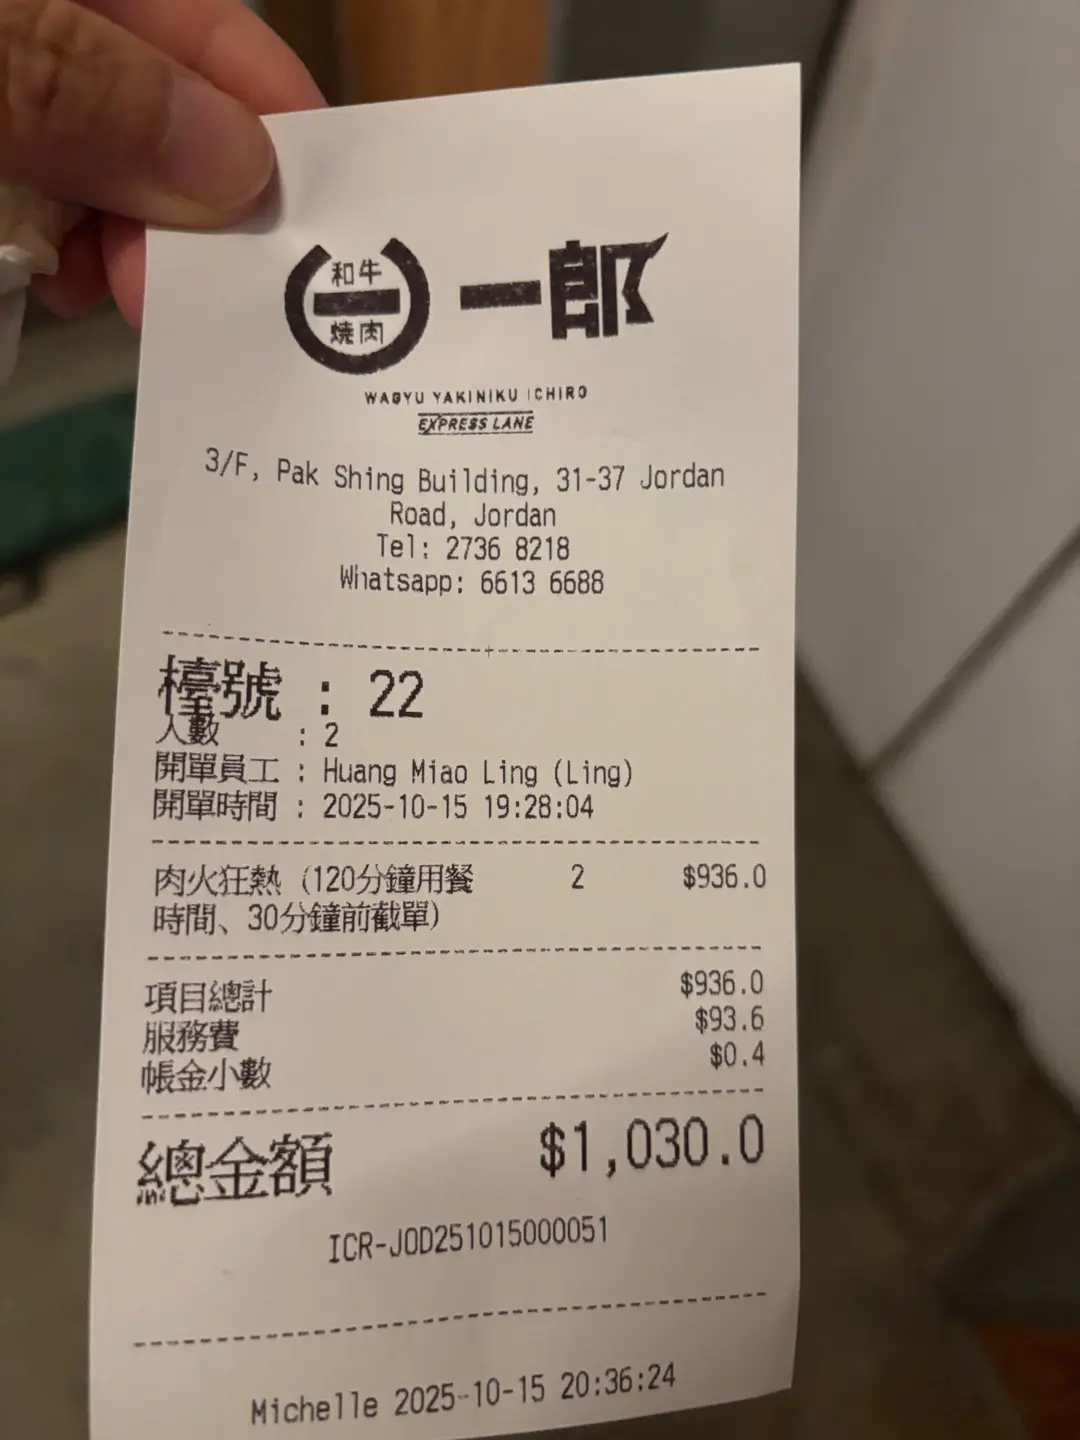 和牛
燒肉
一郎
WAGYU YAKINIKU ICHIRO
EXPRESS LANE
3/F, Pak Shing Building, 31-37 Jordan
Road, Jordan
Tel: 2736 8218
Whatsapp: 6613 6688
檯號 : 22
人數 : 2
開單員工 : Huang Miao Ling (Ling)
開單時間 : 2025-10-15 19:28:04
肉火狂熱 (120分鐘用餐 2 $936.0
時間、30分鐘前截單)
項目總計 $936.0
服務費 $93.6
帳金小數 $0.4
總金額 $1,030.0
ICR-JOD251015000051
Michelle 2025-10-15 20:36:24